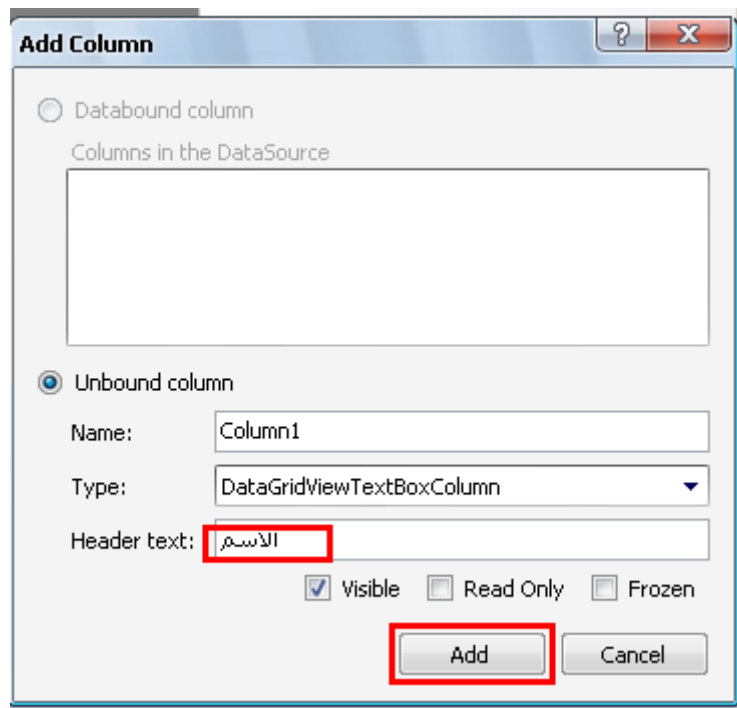 Add Column
Databound column
Columns in the DataSource
Unbound column
Name: Column1
Type: DataGridViewTextBoxColumn
Header text: الاسم
Visible Read Only Frozen
Add Cancel